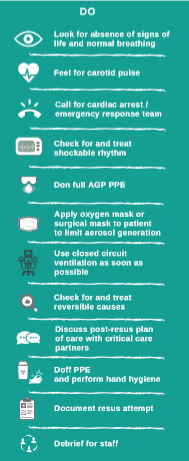 DO
Look for absence of signs of
life and normal breathing
Feel for carotid pulse
Call for cardiac arrest /
emergency response team
Check for and treat
shockable rhythm
Don full AGP PPE
Apply oxygen mask or
surgical mask to patient
to limit aerosol generation
Use closed circuit
ventilation as soon as
possible
Check for and treat
reversible causes
Discuss post-resus plan
of care with critical care
partners
Doff PPE
and perform hand hygiene
Document resus attempt
Debrief for staff